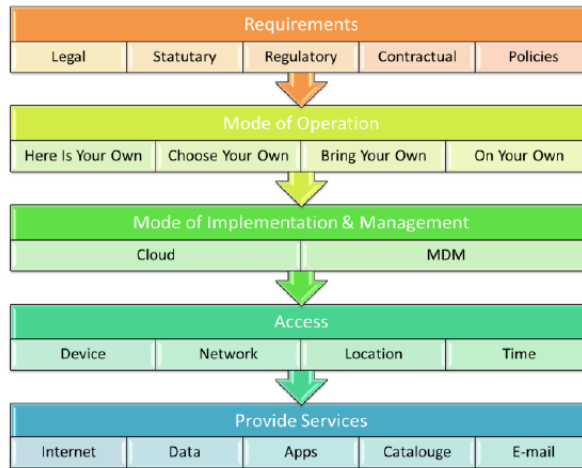 Requirements
Legal Statutary Regulatory Contractual Policies
Mode of Operation
Here Is Your Own Choose Your Own Bring Your Own On Your Own
Mode of Implementation & Management
Cloud MDM
Access
Device Network Location Time
Provide Services
Internet Data Apps Catalouge E-mail